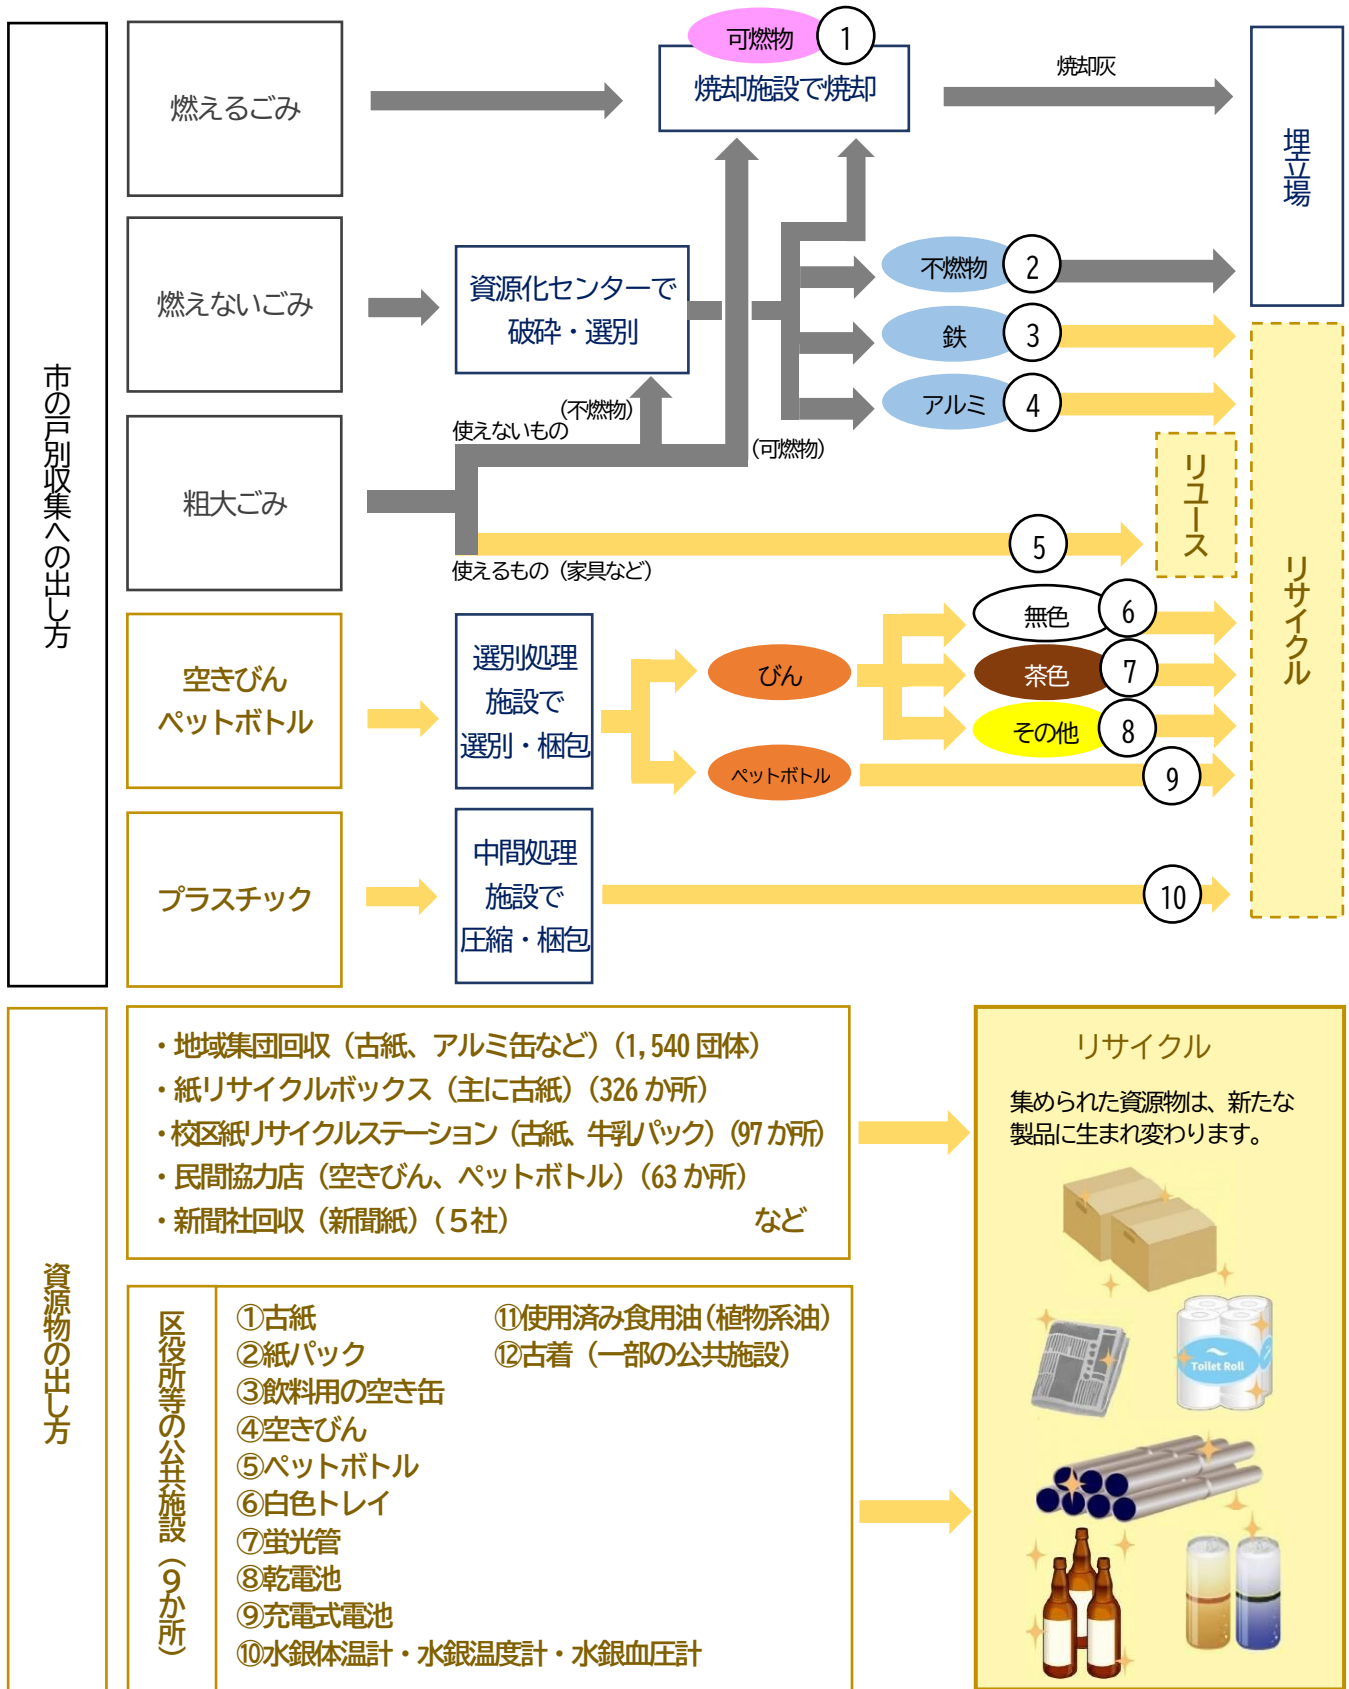 市の戸別収集への出し方
燃えるごみ
可燃物
1
焼却施設で焼却
焼却灰
埋立場
燃えないごみ
資源化センターで
破砕・選別
不燃物
2
鉄
3
アルミ
4
粗大ごみ
使えないもの
(不燃物)
(可燃物)
使えるもの（家具など）
5
リユース
リサイクル
空きびん
ペットボトル
選別処理
施設で
選別・梱包
びん
無色
6
茶色
7
その他
8
ペットボトル
9
プラスチック
中間処理
施設で
圧縮・梱包
10
資源物の出し方
・地域集団回収（古紙、アルミ缶など）（1,540 団体）
・紙リサイクルボックス（主に古紙）（326 か所）
・校区紙リサイクルステーション（古紙、牛乳パック）（97 か所）
・民間協力店（空きびん、ペットボトル）（63 か所）
・新聞社回収（新聞紙）（５社） など
区役所等の公共施設（９か所）
①古紙
②紙パック
③飲料用の空き缶
④空きびん
⑤ペットボトル
⑥白色トレイ
⑦蛍光管
⑧乾電池
⑨充電式電池
⑩水銀体温計・水銀温度計・水銀血圧計
⑪使用済み食用油（植物系油）
⑫古着（一部の公共施設）
リサイクル
集められた資源物は、新たな
製品に生まれ変わります。
Toilet Roll